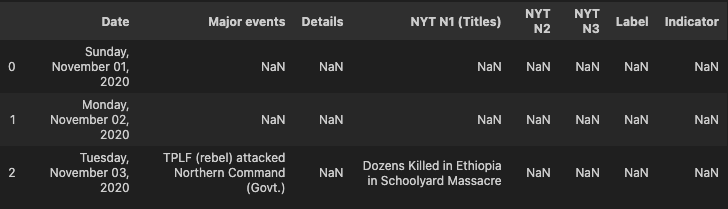 Date Major events Details NYT N1 (Titles) NYT N2 NYT N3 Label Indicator
0 Sunday, November 01, 2020 NaN NaN NaN NaN NaN NaN NaN
1 Monday, November 02, 2020 NaN NaN NaN NaN NaN NaN NaN
2 Tuesday, November 03, 2020 TPLF (rebel) attacked Northern Command (Govt.) NaN Dozens Killed in Ethiopia in Schoolyard Massacre NaN NaN NaN NaN